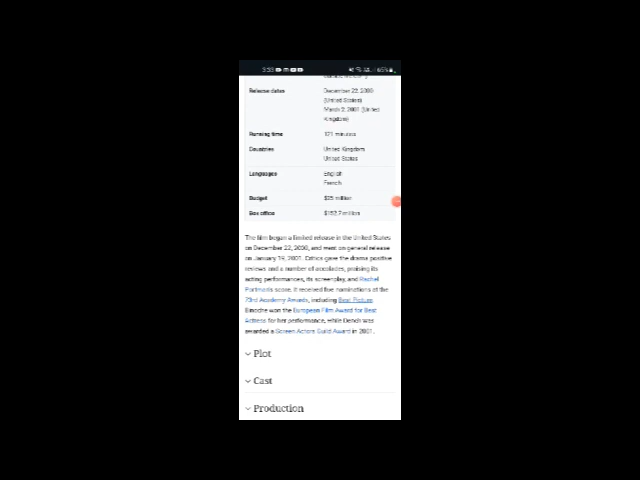 Release dates December 22, 2000
(United States)
March 2, 2001 (United
Kingdom)
Running time 121 minutes
Countries United Kingdom
United States
Languages English
French
Budget $25 million
Box office $152.7 million
The film began a limited release in the United States
on December 22, 2000, and went on general release
on January 19, 2001. Critics gave the drama positive
reviews and a number of accolades, praising its
acting performances, its screenplay, and Rachel
Portman's score. It received five nominations at the
73rd Academy Awards, including Best Picture.
Binoche won the European Film Award for Best
Actress for her performance, while Dench was
awarded a Screen Actors Guild Award in 2001.
Plot
Cast
Production